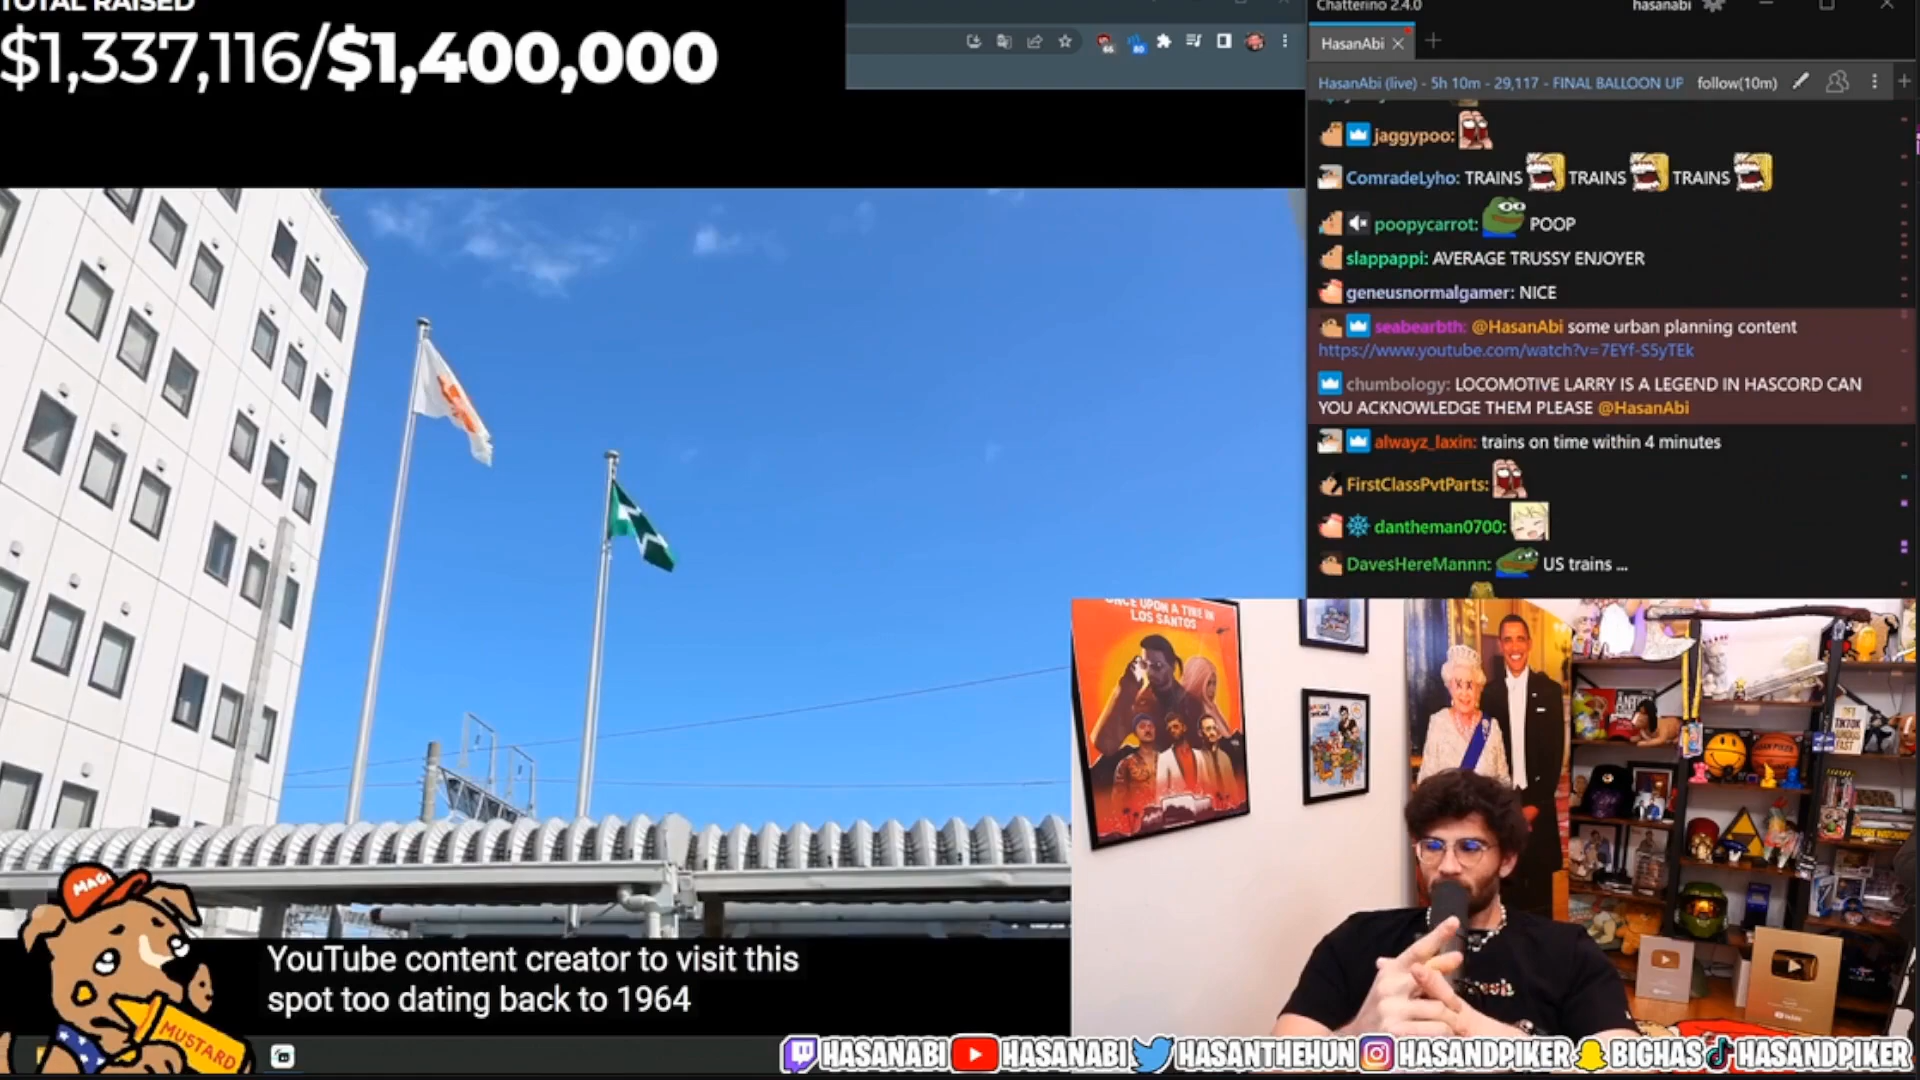 TOTAL RAISED
$1,337,116/$1,400,000
66
80
Chatterino 2.4.0
hasanabi
HasanAbi
HasanAbi (live) - 5h 10m - 29,117 - FINAL BALLOON UP
follow(10m)
jaggypoo:
ComradeLyho: TRAINS TRAINS TRAINS
poopycarrot: POOP
slappappi: AVERAGE TRUSSY ENJOYER
geneusnormalgamer: NICE
seabearbth: @HasanAbi some urban planning content
https://www.youtube.com/watch?v=7EYf-S5yTEk
chumbology: LOCOMOTIVE LARRY IS A LEGEND IN HASCORD CAN
YOU ACKNOWLEDGE THEM PLEASE @HasanAbi
alwayz_laxin: trains on time within 4 minutes
FirstClassPvtParts:
dantheman0700:
DavesHereMannn: US trains ...
ONCE UPON A TIME IN
LOS SANTOS
MUSTARD
YouTube content creator to visit this
spot too dating back to 1964
HASANABI HASANABI HASANTHEHUN HASANDPIKER BIGHAS HASANDPIKER